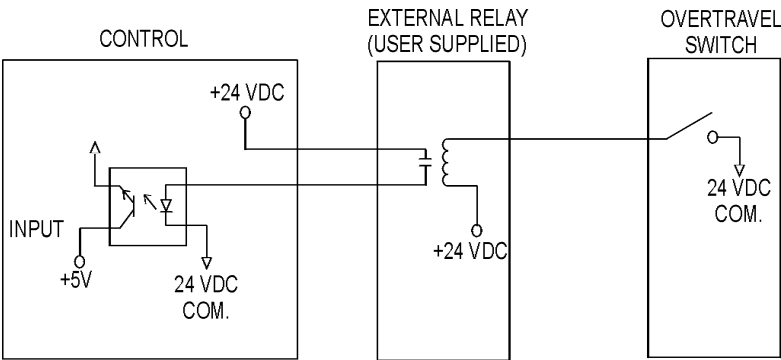 CONTROL
EXTERNAL RELAY
(USER SUPPLIED)
OVERTRAVEL
SWITCH
+24 VDC
INPUT
+5V
24 VDC
COM.
+24 VDC
24 VDC
COM.